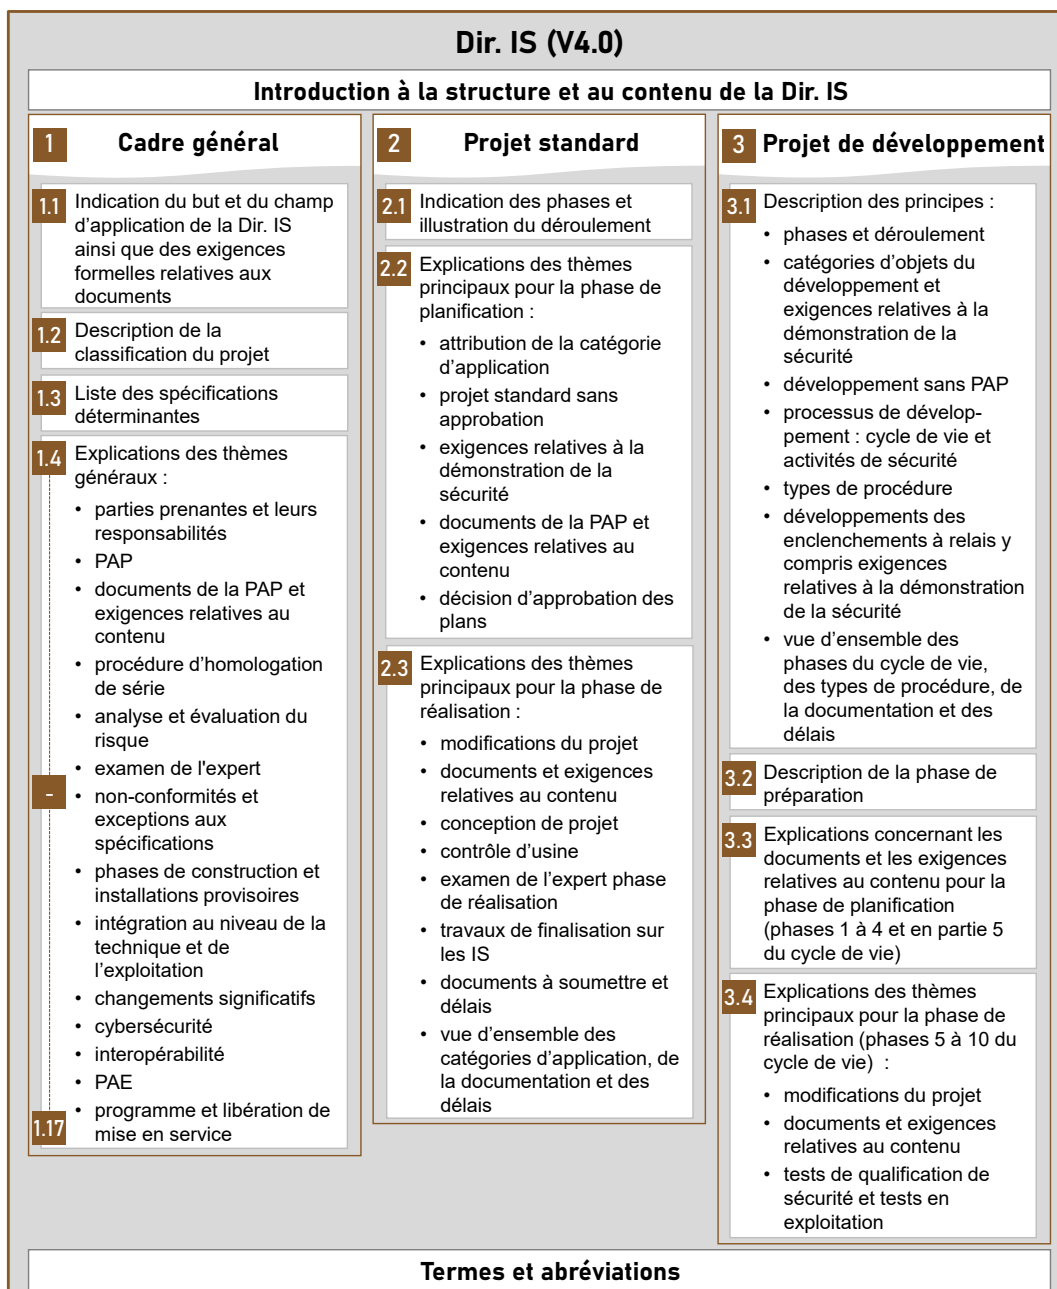 Dir. IS (V4.0)
Introduction à la structure et au contenu de la Dir. IS
1 Cadre général
1.1 Indication du but et du champ
d’application de la Dir. IS
ainsi que des exigences
formelles relatives aux
documents
1.2 Description de la
classification du projet
1.3 Liste des spécifications
déterminantes
1.4 Explications des thèmes
généraux :
• parties prenantes et leurs
responsabilités
• PAP
• documents de la PAP et
exigences relatives au
contenu
• procédure d’homologation
de série
• analyse et évaluation du
risque
• examen de l'expert
-
• non-conformités et
exceptions aux
spécifications
• phases de construction et
installations provisoires
• intégration au niveau de la
technique et de
l’exploitation
• changements significatifs
• cybersécurité
• interopérabilité
• PAE
• programme et libération de
1.17 mise en service
2 Projet standard
2.1 Indication des phases et
illustration du déroulement
2.2 Explications des thèmes
principaux pour la phase de
planification :
• attribution de la catégorie
d’application
• projet standard sans
approbation
• exigences relatives à la
démonstration de la
sécurité
• documents de la PAP et
exigences relatives au
contenu
• décision d’approbation des
plans
2.3 Explications des thèmes
principaux pour la phase de
réalisation :
• modifications du projet
• documents et exigences
relatives au contenu
• conception de projet
• contrôle d’usine
• examen de l’expert phase
de réalisation
• travaux de finalisation sur
les IS
• documents à soumettre et
délais
• vue d’ensemble des
catégories d’application, de
la documentation et des
délais
3 Projet de développement
3.1 Description des principes :
• phases et déroulement
• catégories d’objets du
développement et
exigences relatives à la
démonstration de la
sécurité
• développement sans PAP
• processus de dévelop-
pement : cycle de vie et
activités de sécurité
• types de procédure
• développements des
enclenchements à relais y
compris exigences
relatives à la démonstration
de la sécurité
• vue d’ensemble des
phases du cycle de vie,
des types de procédure, de
la documentation et des
délais
3.2 Description de la phase de
préparation
3.3 Explications concernant les
documents et les exigences
relatives au contenu pour la
phase de planification
(phases 1 à 4 et en partie 5
du cycle de vie)
3.4 Explications des thèmes
principaux pour la phase de
réalisation (phases 5 à 10 du
cycle de vie) :
• modifications du projet
• documents et exigences
relatives au contenu
• tests de qualification de
sécurité et tests en
exploitation
Termes et abréviations